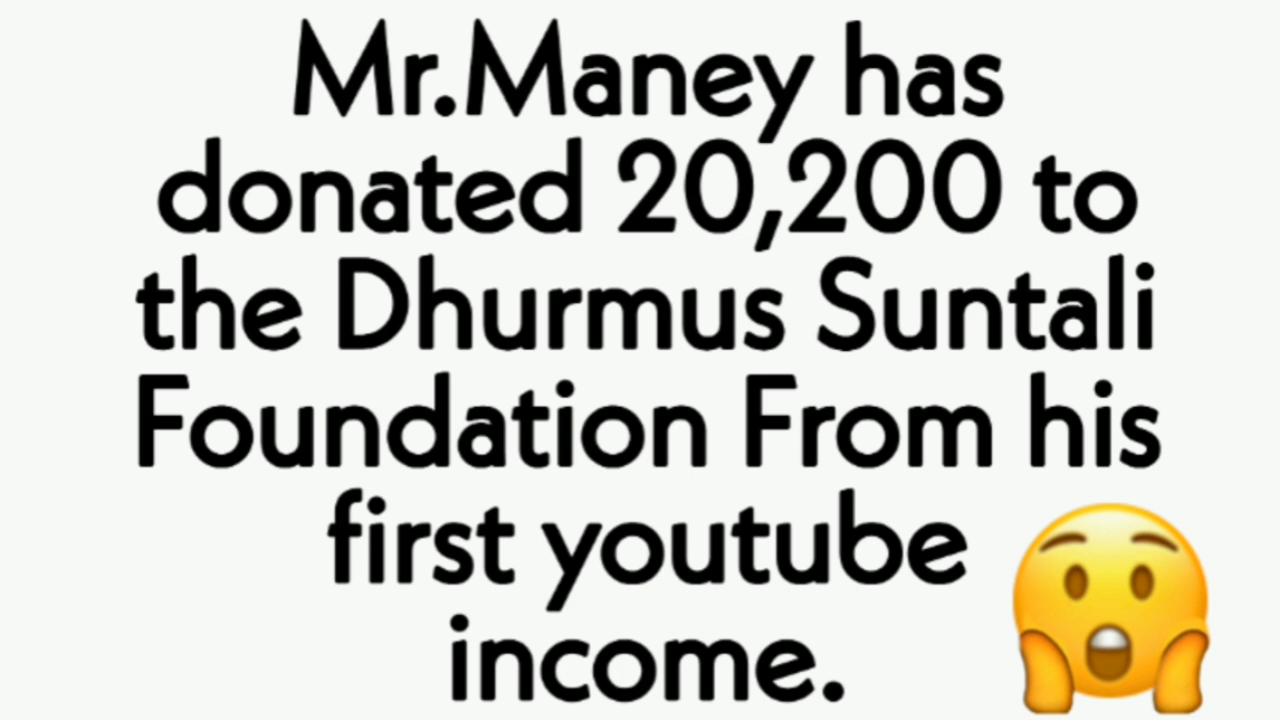 Mr.Maney has
donated 20,200 to
the Dhurmus Suntali
Foundation From his
first youtube
income.